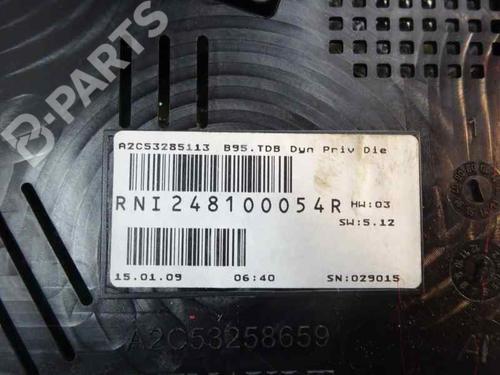 B-PARTS
A2C53285113 B95.TDB Dyn Priv Die
RNI248100054R HW:03
SW:5.12
15.01.09 06:40 SN:029015
A2C53258659